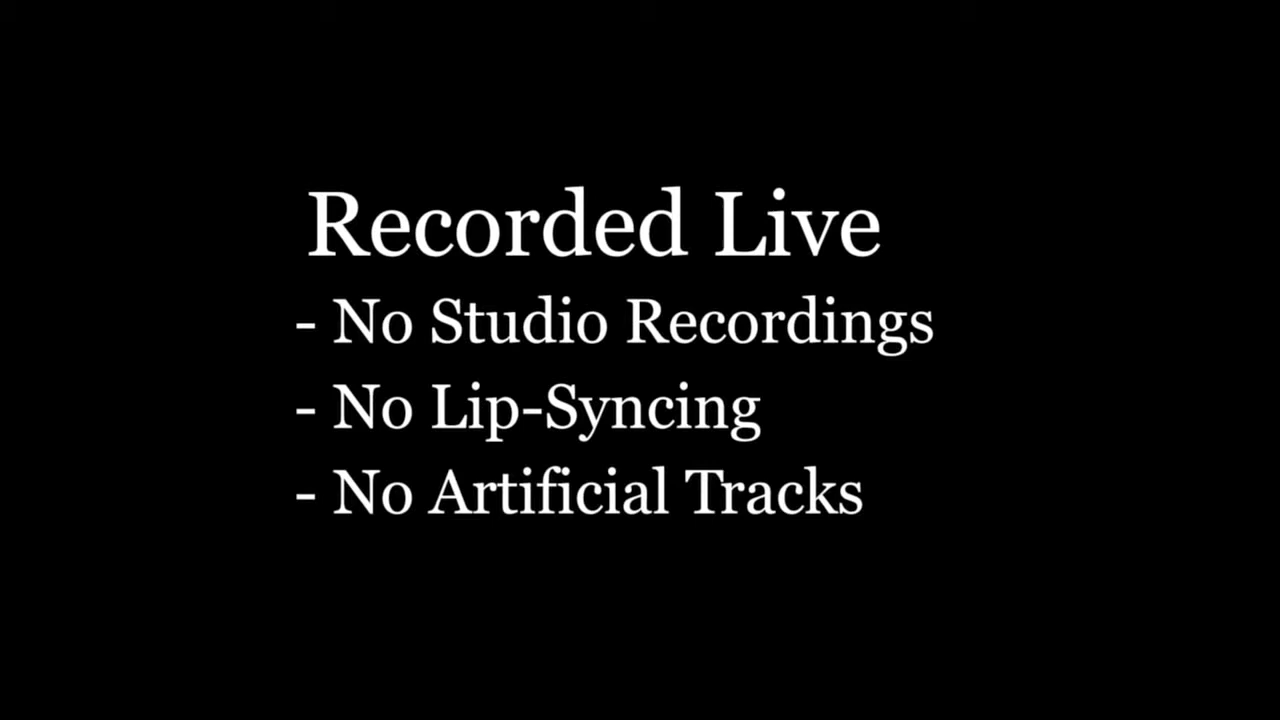 Recorded Live
- No Studio Recordings
- No Lip-Syncing
- No Artificial Tracks